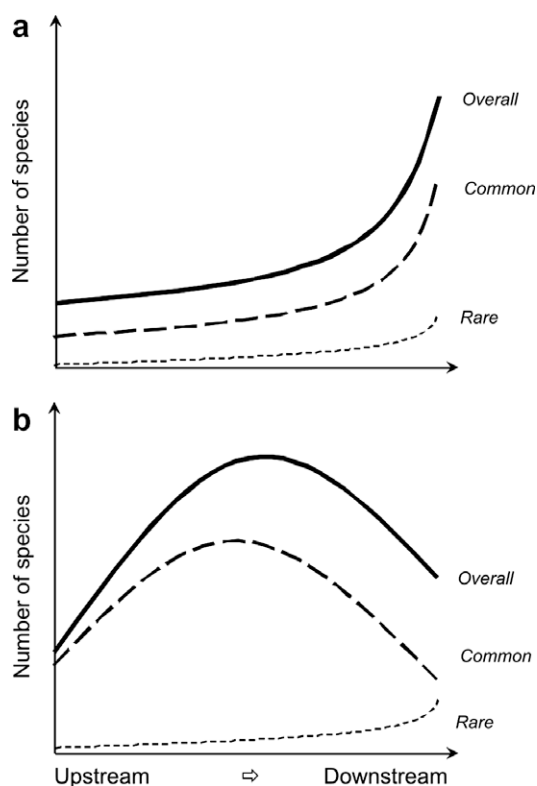 a
Number of species
Overall
Common
Rare
b
Number of species
Overall
Common
Rare
Upstream ⇨ Downstream